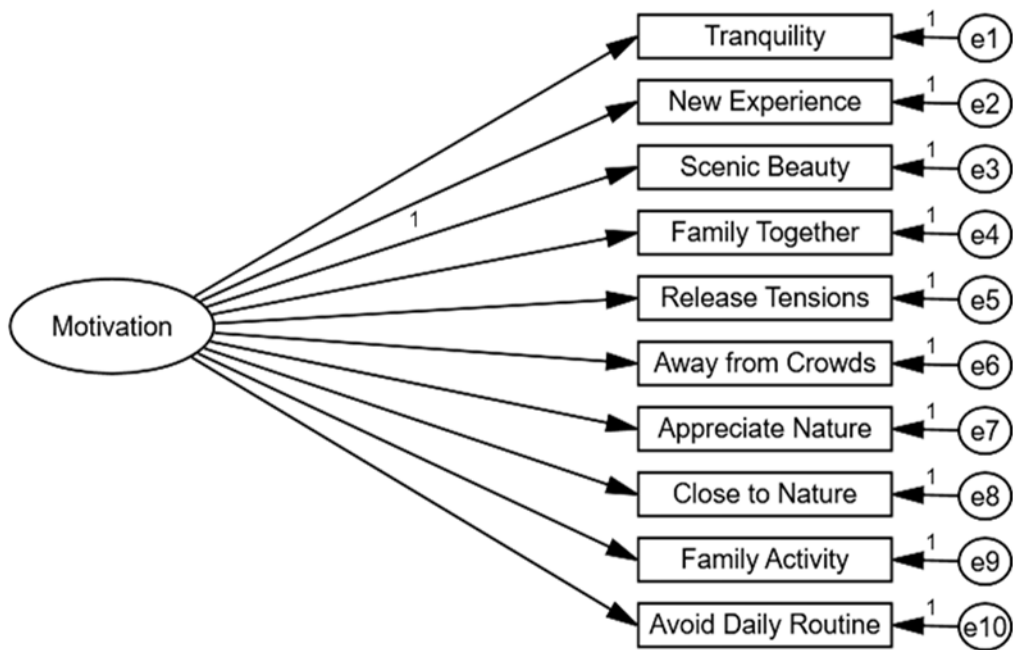 Tranquility 1 e1
New Experience 1 e2
Scenic Beauty 1 e3
1
Family Together 1 e4
Release Tensions 1 e5
Motivation
Away from Crowds 1 e6
Appreciate Nature 1 e7
Close to Nature 1 e8
Family Activity 1 e9
Avoid Daily Routine 1 e10